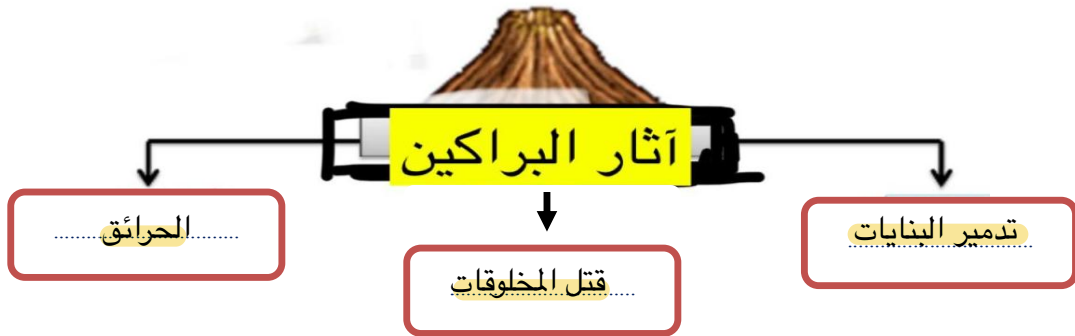 آثار البراكين
تدمير البنايات
قتل المخلوقات
الحرائق